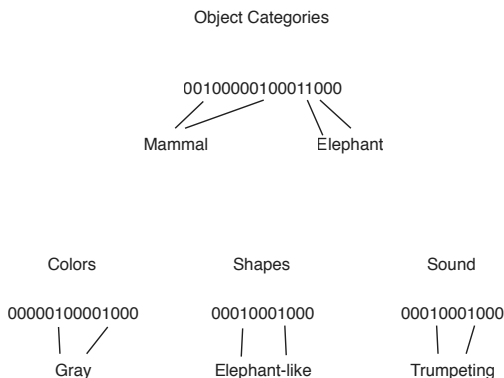 Object Categories
00100000100011000
Mammal Elephant
Colors Shapes Sound
00000100001000 00010001000 00010001000
Gray Elephant-like Trumpeting